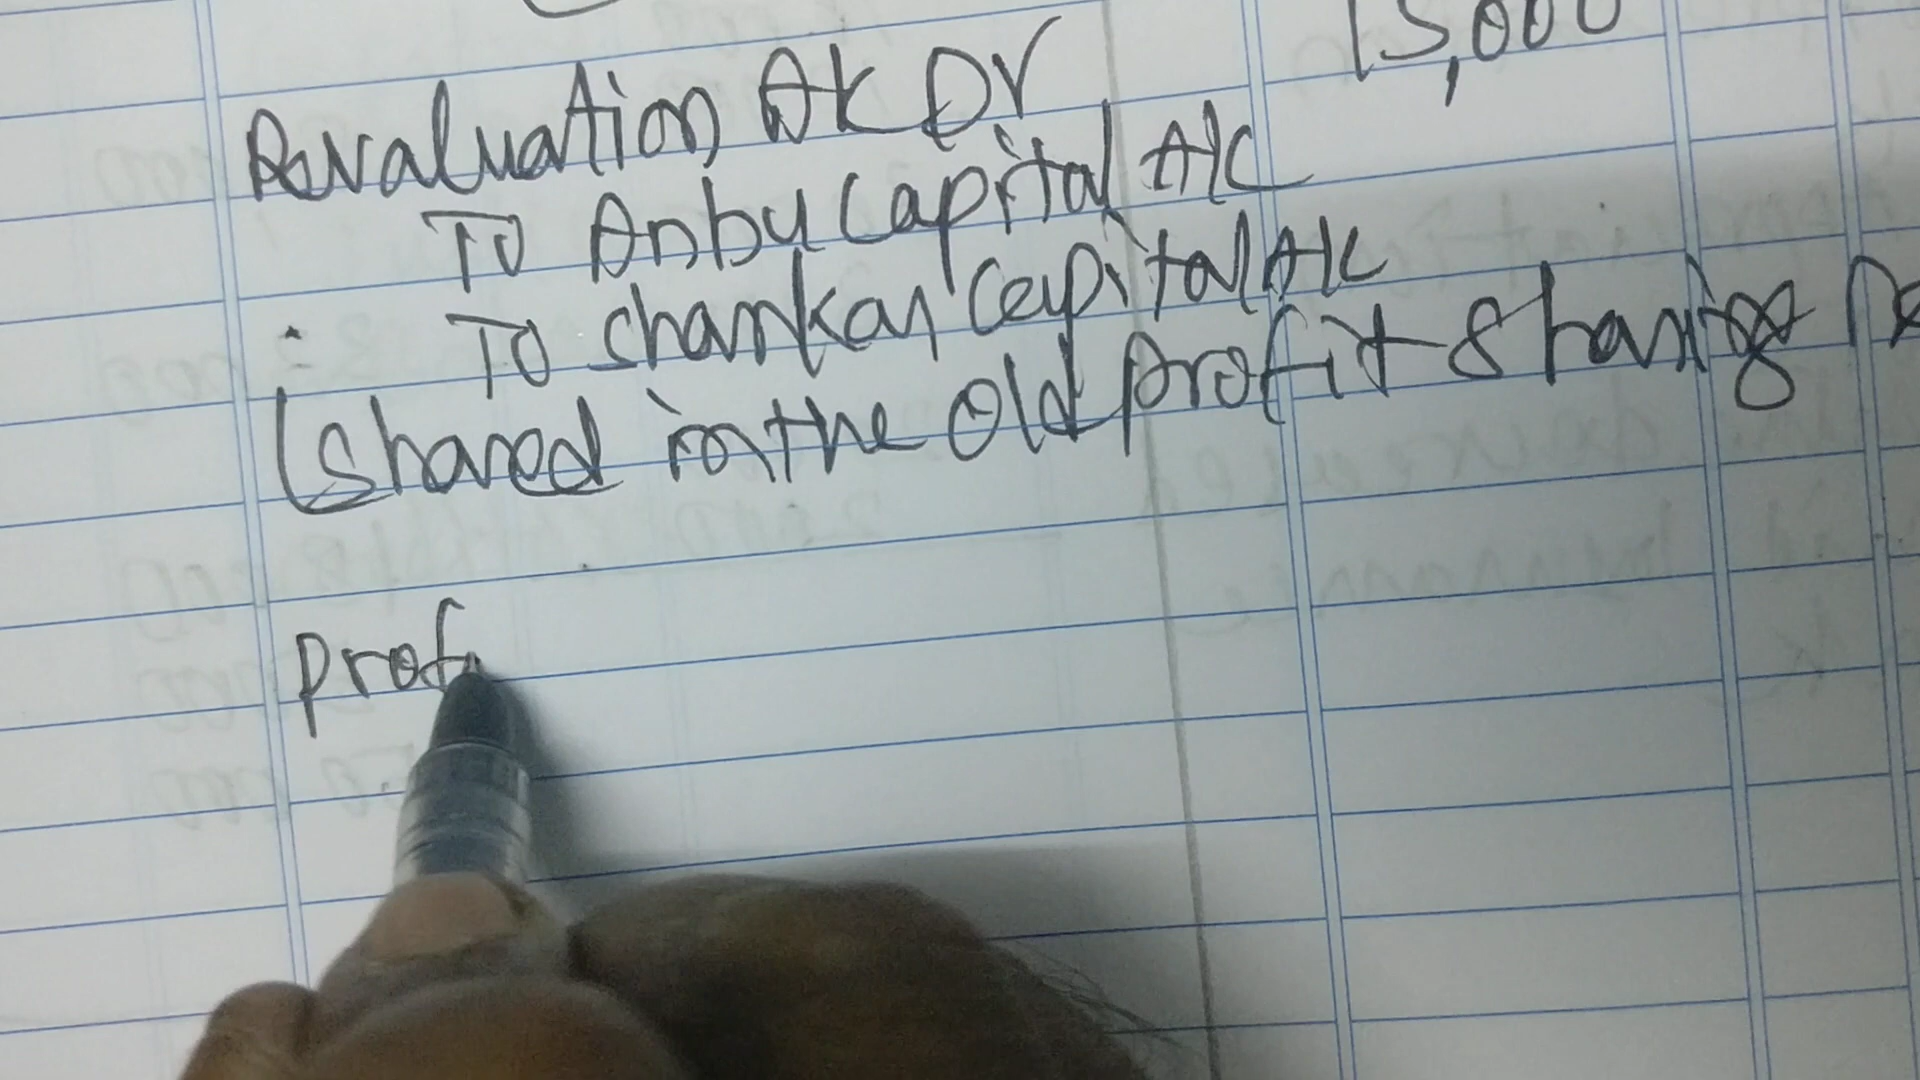 15,000
Revaluation A/c Dr
To Anbu Capital A/C
To Shankar Capital A/C
(Shared in the old profit sharing
prof